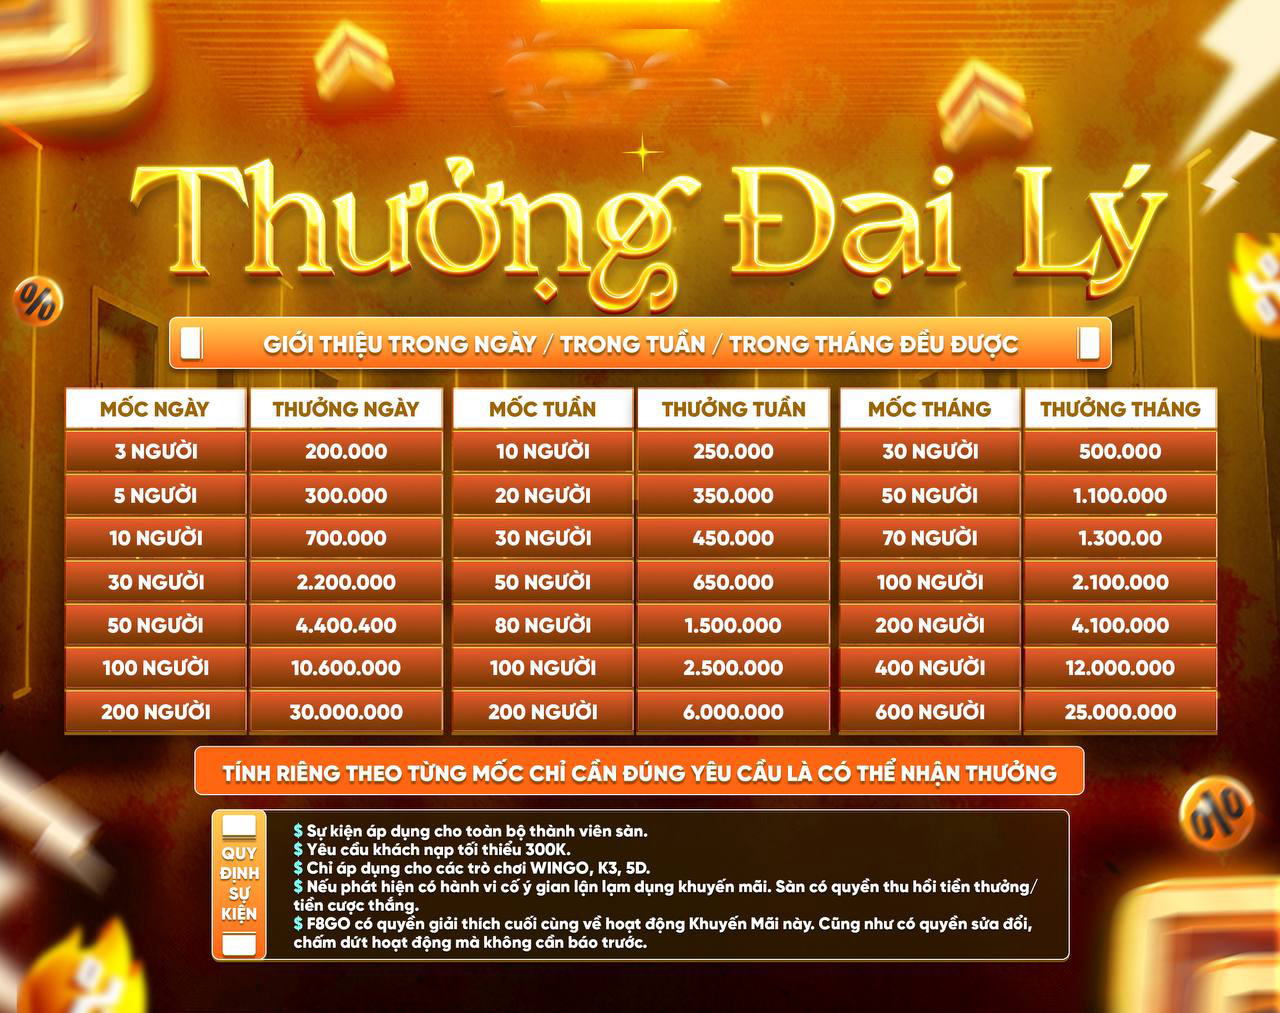 Thưởng Đại Lý
GIỚI THIỆU TRONG NGÀY / TRONG TUẦN / TRONG THÁNG ĐỀU ĐƯỢC
MỐC NGÀY THƯỞNG NGÀY MỐC TUẦN THƯỞNG TUẦN MỐC THÁNG THƯỞNG THÁNG
3 NGƯỜI 200.000 10 NGƯỜI 250.000 30 NGƯỜI 500.000
5 NGƯỜI 300.000 20 NGƯỜI 350.000 50 NGƯỜI 1.100.000
10 NGƯỜI 700.000 30 NGƯỜI 450.000 70 NGƯỜI 1.300.00
30 NGƯỜI 2.200.000 50 NGƯỜI 650.000 100 NGƯỜI 2.100.000
50 NGƯỜI 4.400.400 80 NGƯỜI 1.500.000 200 NGƯỜI 4.100.000
100 NGƯỜI 10.600.000 100 NGƯỜI 2.500.000 400 NGƯỜI 12.000.000
200 NGƯỜI 30.000.000 200 NGƯỜI 6.000.000 600 NGƯỜI 25.000.000
TÍNH RIÊNG THEO TỪNG MỐC CHỈ CẦN ĐÚNG YÊU CẦU LÀ CÓ THỂ NHẬN THƯỞNG
QUY
ĐỊNH
SỰ
KIỆN
$ Sự kiện áp dụng cho toàn bộ thành viên sàn.
$ Yêu cầu khách nạp tối thiểu 300K.
$ Chỉ áp dụng cho các trò chơi WINGO, K3, 5D.
$ Nếu phát hiện có hành vi cố ý gian lận lạm dụng khuyến mãi. Sàn có quyền thu hồi tiền thưởng/
tiền cược thắng.
$ F8GO có quyền giải thích cuối cùng về hoạt động Khuyến Mãi này. Cũng như có quyền sửa đổi,
chấm dứt hoạt động mà không cần báo trước.
%
%